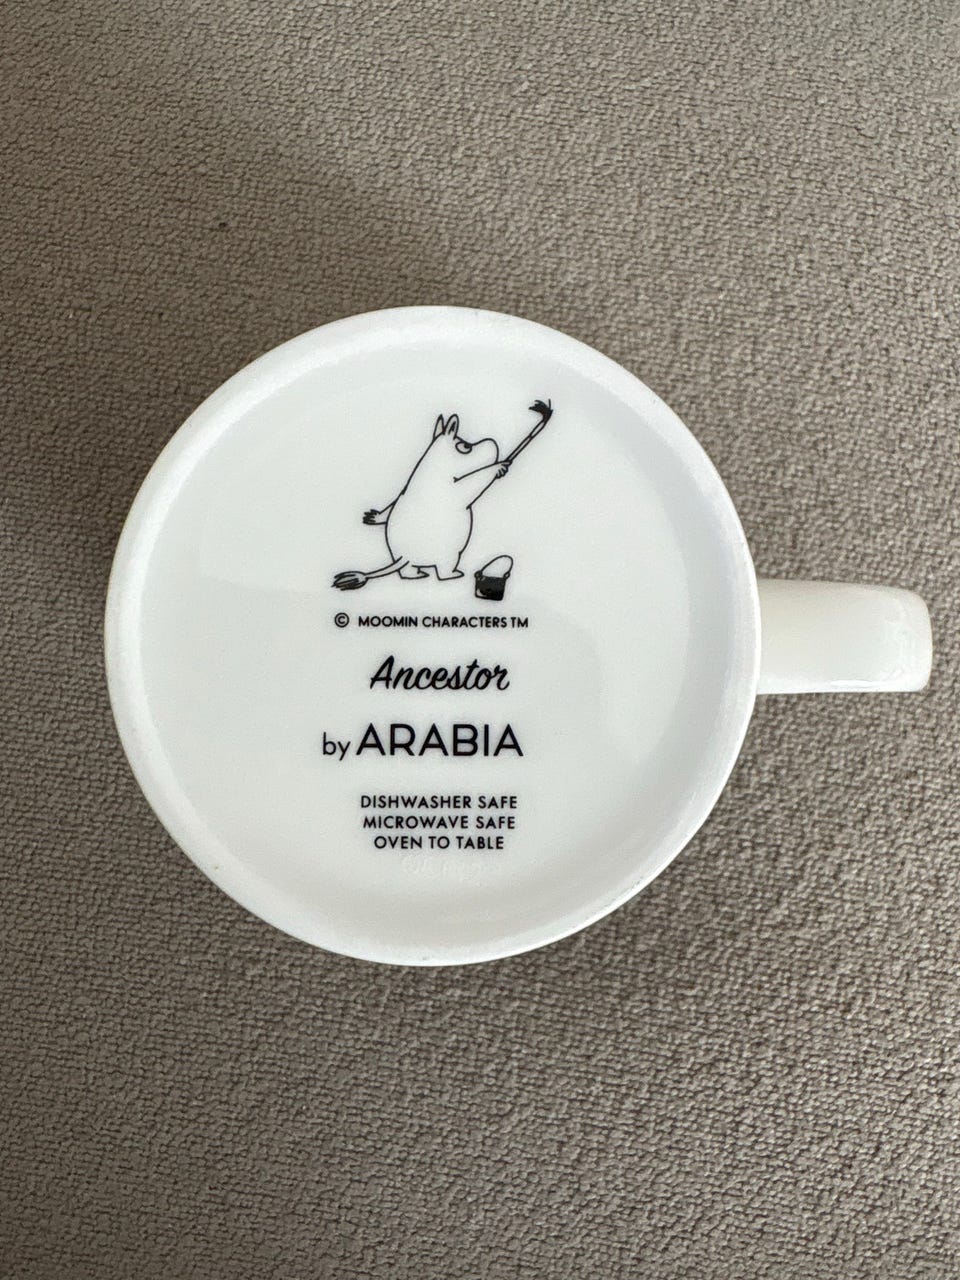 © MOOMIN CHARACTERS TM
Ancestor
by ARABIA
DISHWASHER SAFE
MICROWAVE SAFE
OVEN TO TABLE